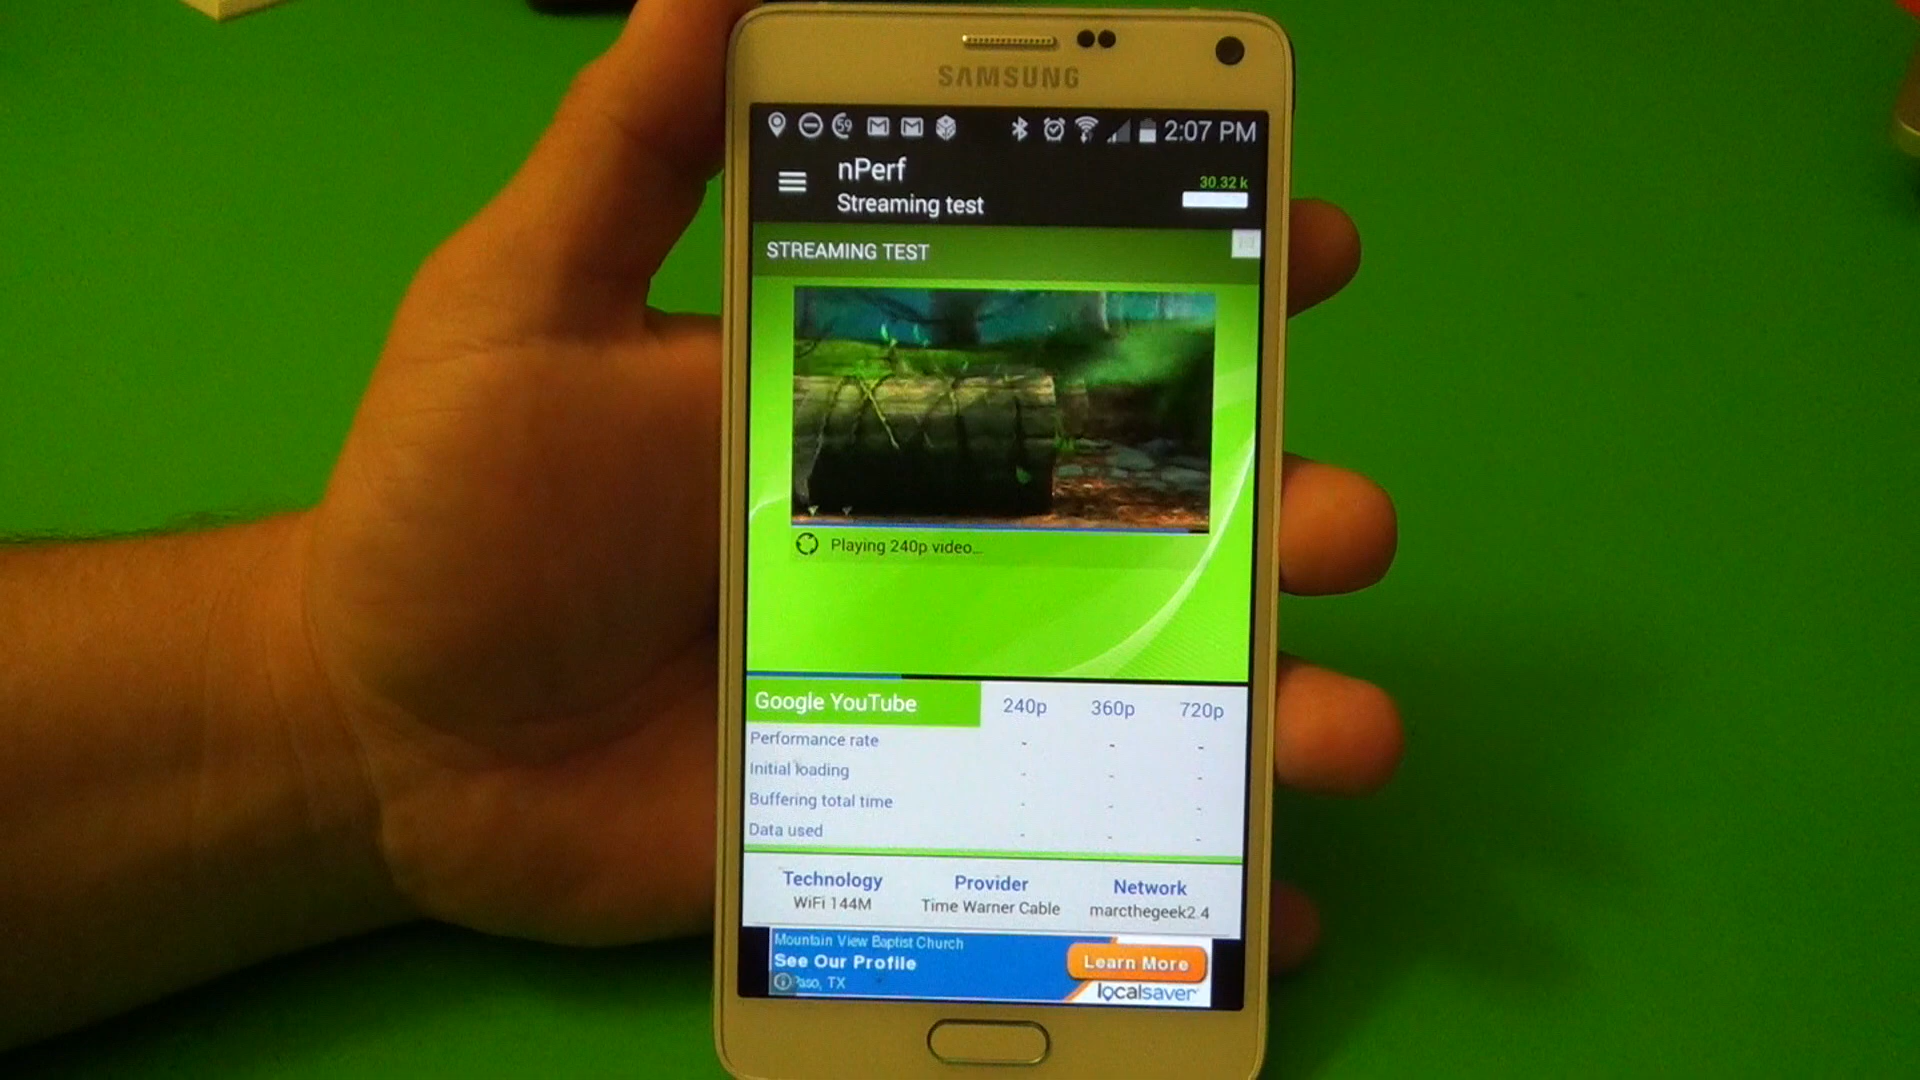 SAMSUNG
59
2:07 PM
nPerf
30.32 k
Streaming test
STREAMING TEST
Playing 240p video...
Google YouTube 240p 360p 720p
Performance rate - - -
Initial loading - - -
Buffering total time - - -
Data used - - -
Technology Provider Network
WiFi 144M Time Warner Cable marcthegeek2.4
Mountain View Baptist Church
See Our Profile
TX
Learn More
localsaver